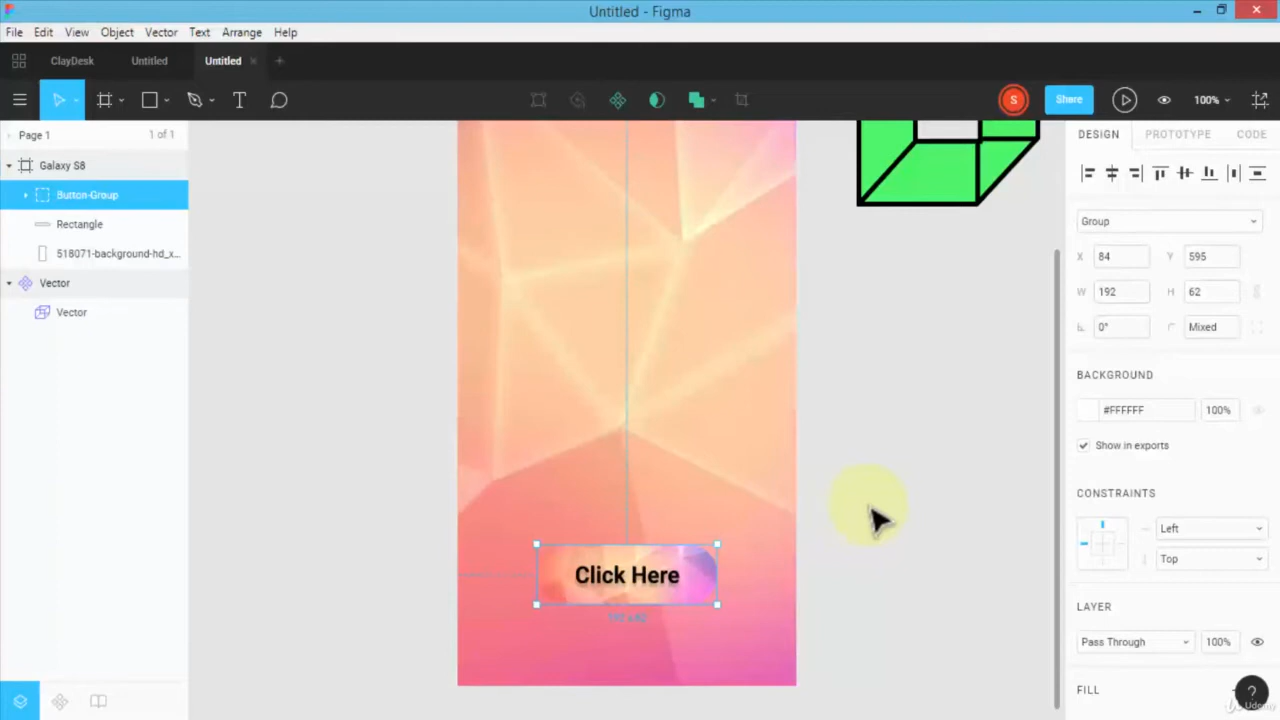 Untitled - Figma
File Edit View Object Vector Text Arrange Help
ClayDesk Untitled Untitled
S Share 100%
Page 1 1 of 1
DESIGN PROTOTYPE CODE
Galaxy S8
Button-Group
Rectangle
518071-background-hd_x...
Vector
Vector
Group
X 84 Y 595
W 192 H 62
0° Mixed
BACKGROUND
#FFFFFF 100%
Show in exports
CONSTRAINTS
Left
Top
Click Here
LAYER
Pass Through 100%
FILL
?
Udemy